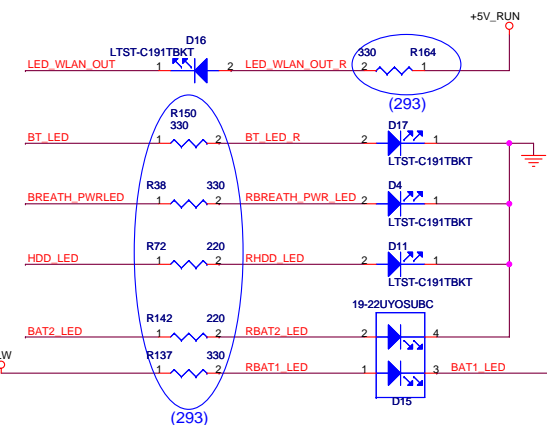 +5V_RUN
D16
LTST-C191TBKT
330 R164
LED_WLAN_OUT 1 2 LED_WLAN_OUT_R 2 1
(293)
R150
330
D17
BT_LED 1 2 BT_LED_R 2 1
LTST-C191TBKT
R38 330 D4
BREATH_PWRLED 1 2 RBREATH_PWR_LED 2 1
LTST-C191TBKT
R72 220 D11
HDD_LED 1 2 RHDD_LED 2 1
LTST-C191TBKT
19-22UYOSUBC
R142 220
BAT2_LED 1 2 RBAT2_LED 2 4
LW
R137 330
1 2 RBAT1_LED 1 3 BAT1_LED
D15
(293)